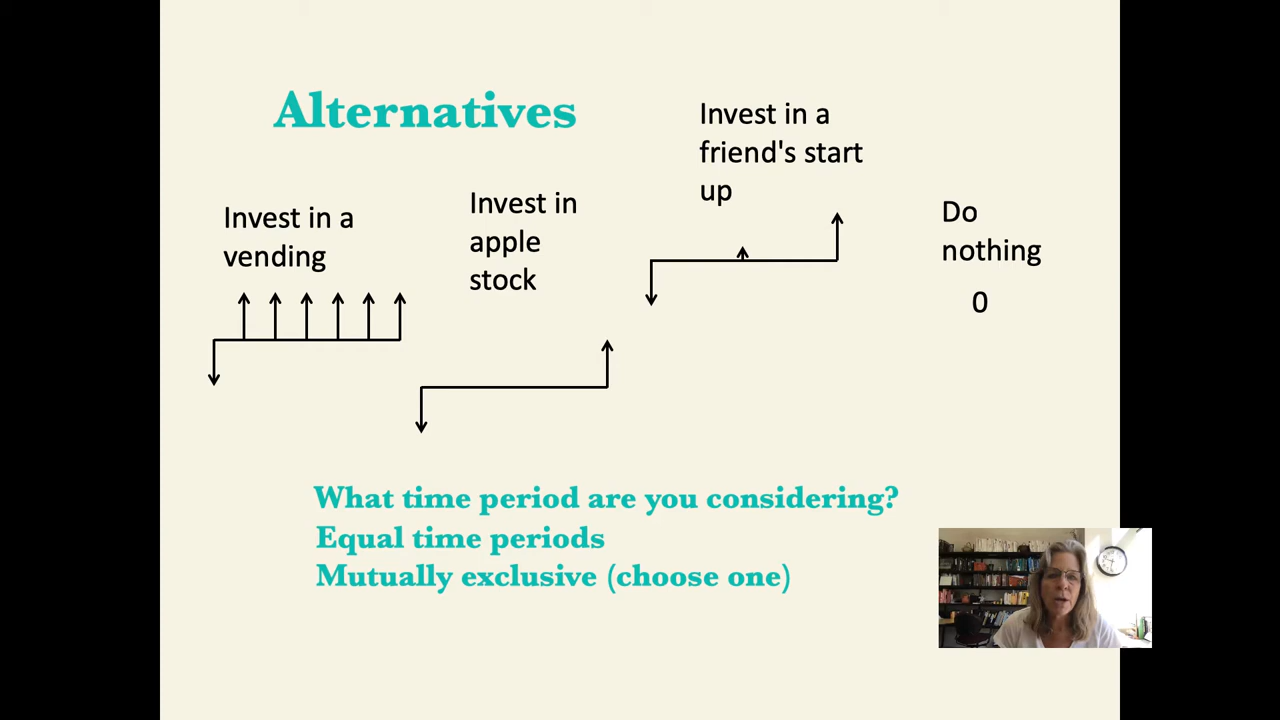 Alternatives
Invest in a
vending
Invest in
apple
stock
Invest in a
friend's start
up
Do
nothing
0
What time period are you considering?
Equal time periods
Mutually exclusive (choose one)